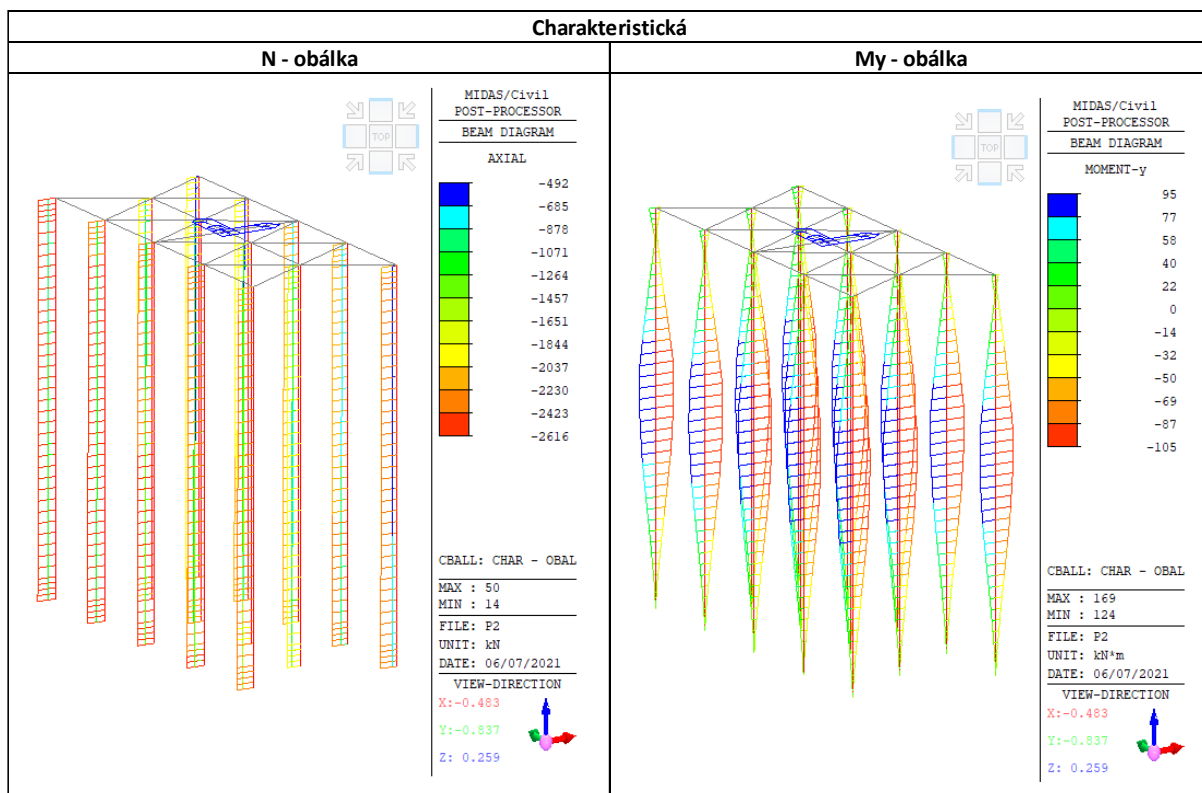 Charakteristická
N - obálka
My - obálka
TOP
MIDAS/Civil
POST-PROCESSOR
BEAM DIAGRAM
AXIAL
-492
-685
-878
-1071
-1264
-1457
-1651
-1844
-2037
-2230
-2423
-2616
CBALL: CHAR - OBAL
MAX : 50
MIN : 14
FILE: P2
UNIT: kN
DATE: 06/07/2021
VIEW-DIRECTION
X:-0.483
Y:-0.837
Z: 0.259
TOP
MIDAS/Civil
POST-PROCESSOR
BEAM DIAGRAM
MOMENT-y
95
77
58
40
22
0
-14
-32
-50
-69
-87
-105
CBALL: CHAR - OBAL
MAX : 169
MIN : 124
FILE: P2
UNIT: kN*m
DATE: 06/07/2021
VIEW-DIRECTION
X:-0.483
Y:-0.837
Z: 0.259